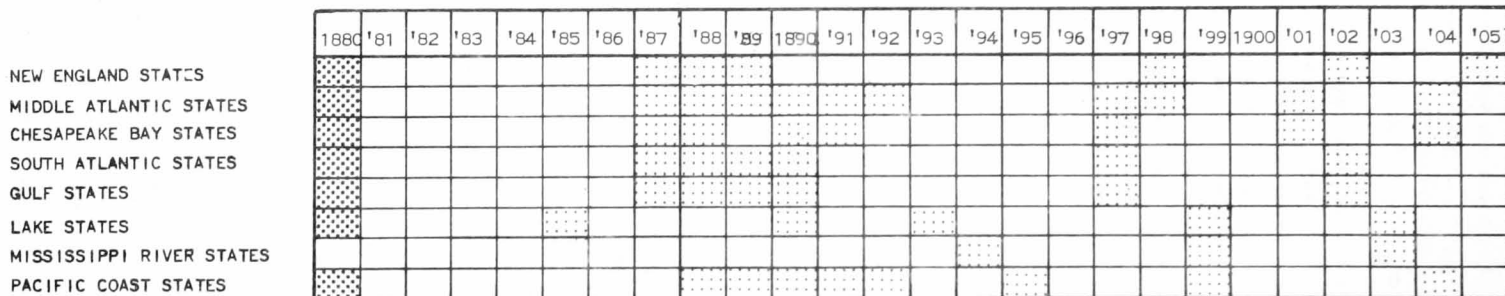 1880 '81 '82 '83 '84 '85 '86 '87 '88 '89 1890 '91 '92 '93 '94 '95 '96 '97 '98 '99 1900 '01 '02 '03 '04 '05
NEW ENGLAND STATES
MIDDLE ATLANTIC STATES
CHESAPEAKE BAY STATES
SOUTH ATLANTIC STATES
GULF STATES
LAKE STATES
MISSISSIPPI RIVER STATES
PACIFIC COAST STATES